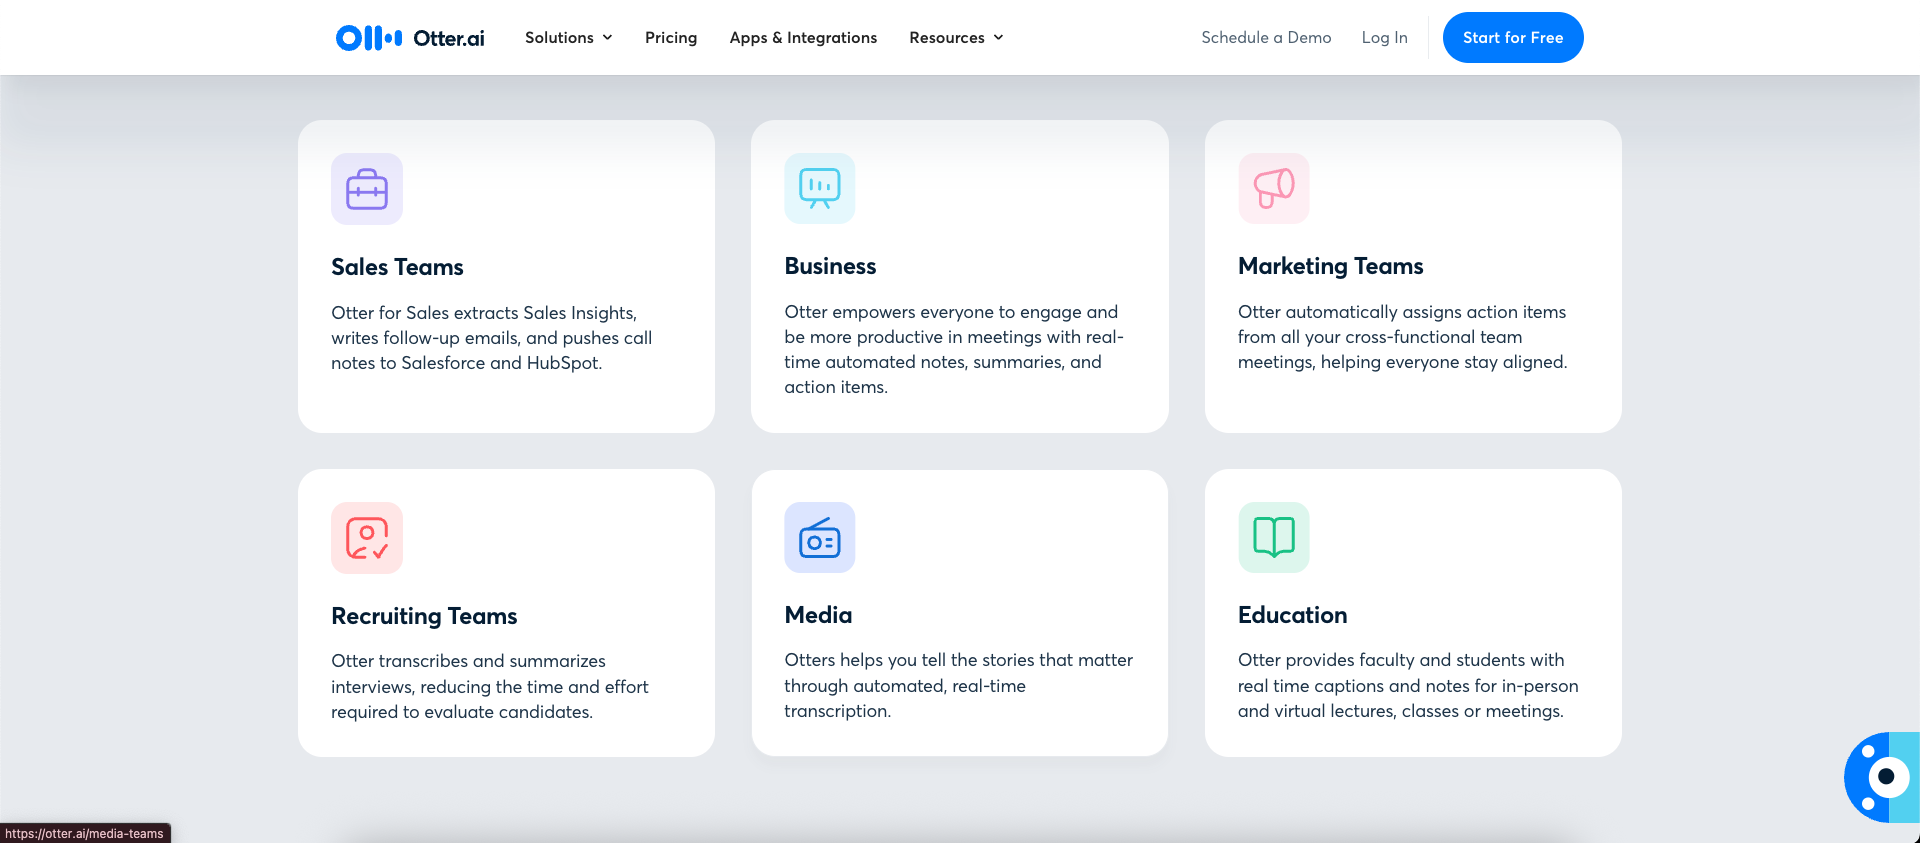 Otter.ai
Solutions
Pricing
Apps & Integrations
Resources
Schedule a Demo
Log In
Start for Free
Sales Teams
Otter for Sales extracts Sales Insights,
writes follow-up emails, and pushes call
notes to Salesforce and HubSpot.
Business
Otter empowers everyone to engage and
be more productive in meetings with real-
time automated notes, summaries, and
action items.
Marketing Teams
Otter automatically assigns action items
from all your cross-functional team
meetings, helping everyone stay aligned.
Recruiting Teams
Otter transcribes and summarizes
interviews, reducing the time and effort
required to evaluate candidates.
Media
Otters helps you tell the stories that matter
through automated, real-time
transcription.
Education
Otter provides faculty and students with
real time captions and notes for in-person
and virtual lectures, classes or meetings.
https://otter.ai/media-teams